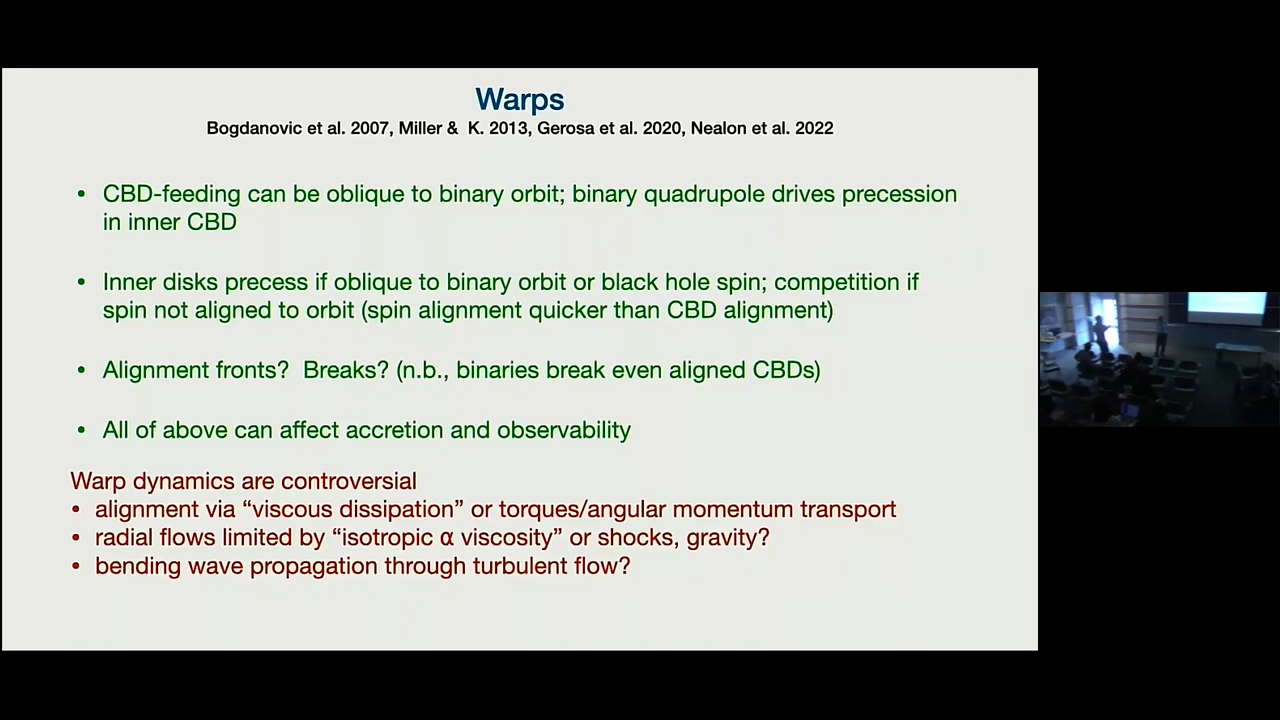 Warps
Bogdanovic et al. 2007, Miller & K. 2013, Gerosa et al. 2020, Nealon et al. 2022
• CBD-feeding can be oblique to binary orbit; binary quadrupole drives precession
in inner CBD
• Inner disks precess if oblique to binary orbit or black hole spin; competition if
spin not aligned to orbit (spin alignment quicker than CBD alignment)
• Alignment fronts? Breaks? (n.b., binaries break even aligned CBDs)
• All of above can affect accretion and observability
Warp dynamics are controversial
• alignment via “viscous dissipation” or torques/angular momentum transport
• radial flows limited by “isotropic α viscosity” or shocks, gravity?
• bending wave propagation through turbulent flow?